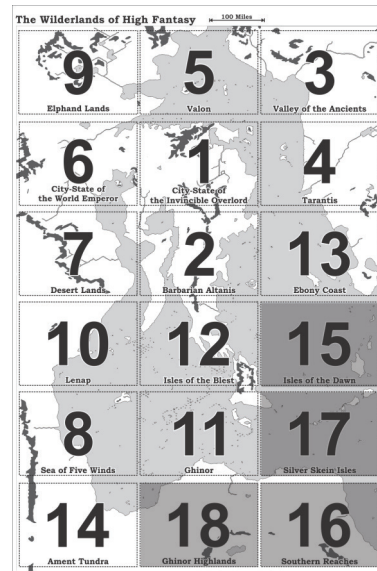 The Wilderlands of High Fantasy
100 Miles
9
Elphand Lands
5
Valon
3
Valley of the Ancients
6
City-State of
the World Emperor
1
City-State of
the Invincible Overlord
4
Tarantis
7
Desert Lands
2
Barbarian Altanis
13
Ebony Coast
10
Lenap
12
Isles of the Blest
15
Isles of the Dawn
8
Sea of Five Winds
11
Ghinor
17
Silver Skein Isles
14
Ament Tundra
18
Ghinor Highlands
16
Southern Reaches